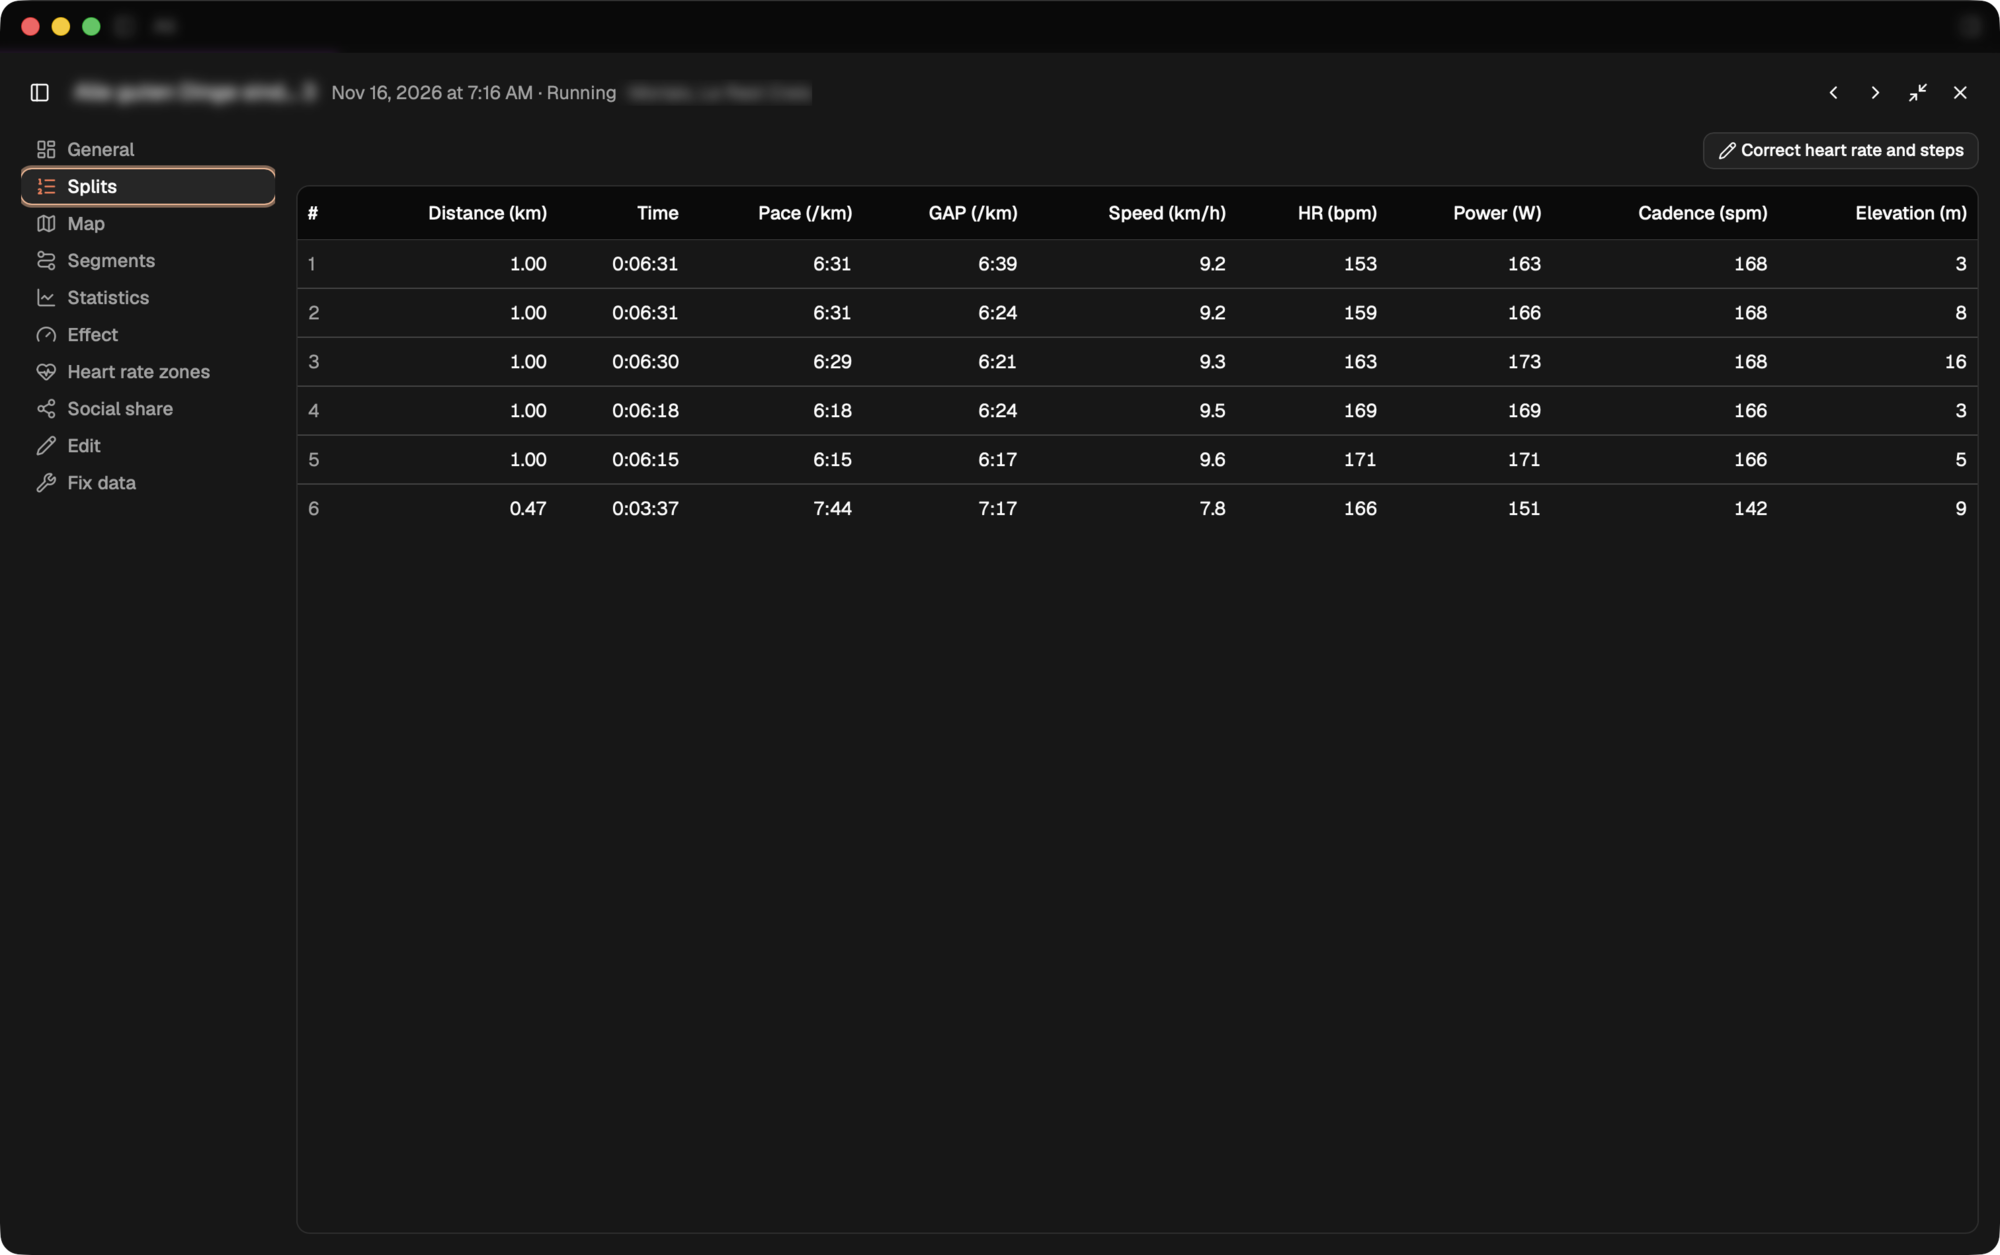 Nov 16, 2026 at 7:16 AM · Running
General
Splits
Map
Segments
Statistics
Effect
Heart rate zones
Social share
Edit
Fix data
Correct heart rate and steps
# Distance (km) Time Pace (/km) GAP (/km) Speed (km/h) HR (bpm) Power (W) Cadence (spm) Elevation (m)
1 1.00 0:06:31 6:31 6:39 9.2 153 163 168 3
2 1.00 0:06:31 6:31 6:24 9.2 159 166 168 8
3 1.00 0:06:30 6:29 6:21 9.3 163 173 168 16
4 1.00 0:06:18 6:18 6:24 9.5 169 169 166 3
5 1.00 0:06:15 6:15 6:17 9.6 171 171 166 5
6 0.47 0:03:37 7:44 7:17 7.8 166 151 142 9